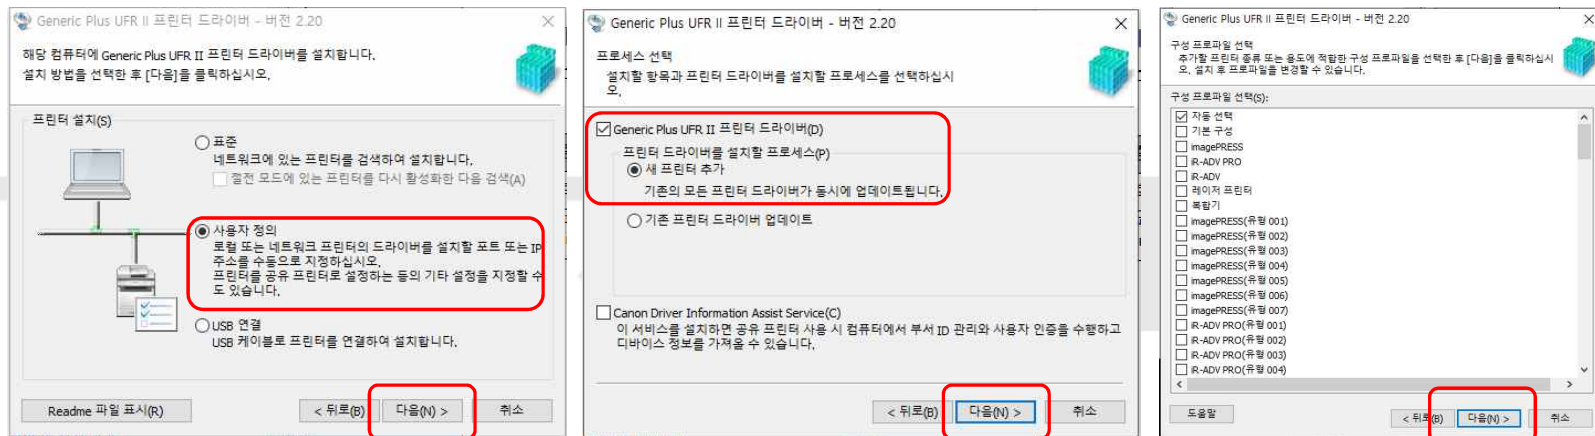 Generic Plus UFR II 프린터 드라이버 - 버전 2.20
해당 컴퓨터에 Generic Plus UFR II 프린터 드라이버를 설치합니다.
설치 방법을 선택한 후 [다음]을 클릭하십시오.
프린터 설치(S)
표준
네트워크에 있는 프린터를 검색하여 설치합니다.
절전 모드에 있는 프린터를 다시 활성화한 다음 검색(A)
사용자 정의
로컬 또는 네트워크 프린터의 드라이버를 설치할 포트 또는 IP
주소를 수동으로 지정하십시오.
프린터를 공유 프린터로 설정하는 등의 기타 설정을 지정할 수
도 있습니다.
USB 연결
USB 케이블로 프린터를 연결하여 설치합니다.
Readme 파일 표시(R)
< 뒤로(B)
다음(N) >
취소
Generic Plus UFR II 프린터 드라이버 - 버전 2.20
프로세스 선택
설치할 항목과 프린터 드라이버를 설치할 프로세스를 선택하십시
오.
Generic Plus UFR II 프린터 드라이버(D)
프린터 드라이버를 설치할 프로세스(P)
새 프린터 추가
기존의 모든 프린터 드라이버가 동시에 업데이트됩니다.
기존 프린터 드라이버 업데이트
Canon Driver Information Assist Service(C)
이 서비스를 설치하면 공유 프린터 사용 시 컴퓨터에서 부서 ID 관리와 사용자 인증을 수행하고
디바이스 정보를 가져올 수 있습니다.
< 뒤로(B)
다음(N) >
취소
Generic Plus UFR II 프린터 드라이버 - 버전 2.20
구성 프로파일 선택
추가할 프린터 종류 또는 용도에 적합한 구성 프로파일을 선택한 후 [다음]을 클릭하십시
오. 설치 후 프로파일을 변경할 수 있습니다.
구성 프로파일 선택(S):
자동 선택
기본 구성
imagePRESS
iR-ADV PRO
iR-ADV
레이저 프린터
복합기
imagePRESS(유형 001)
imagePRESS(유형 002)
imagePRESS(유형 003)
imagePRESS(유형 004)
imagePRESS(유형 005)
imagePRESS(유형 006)
imagePRESS(유형 007)
iR-ADV PRO(유형 001)
iR-ADV PRO(유형 002)
iR-ADV PRO(유형 003)
iR-ADV PRO(유형 004)
도움말
< 뒤로(B)
다음(N) >
취소